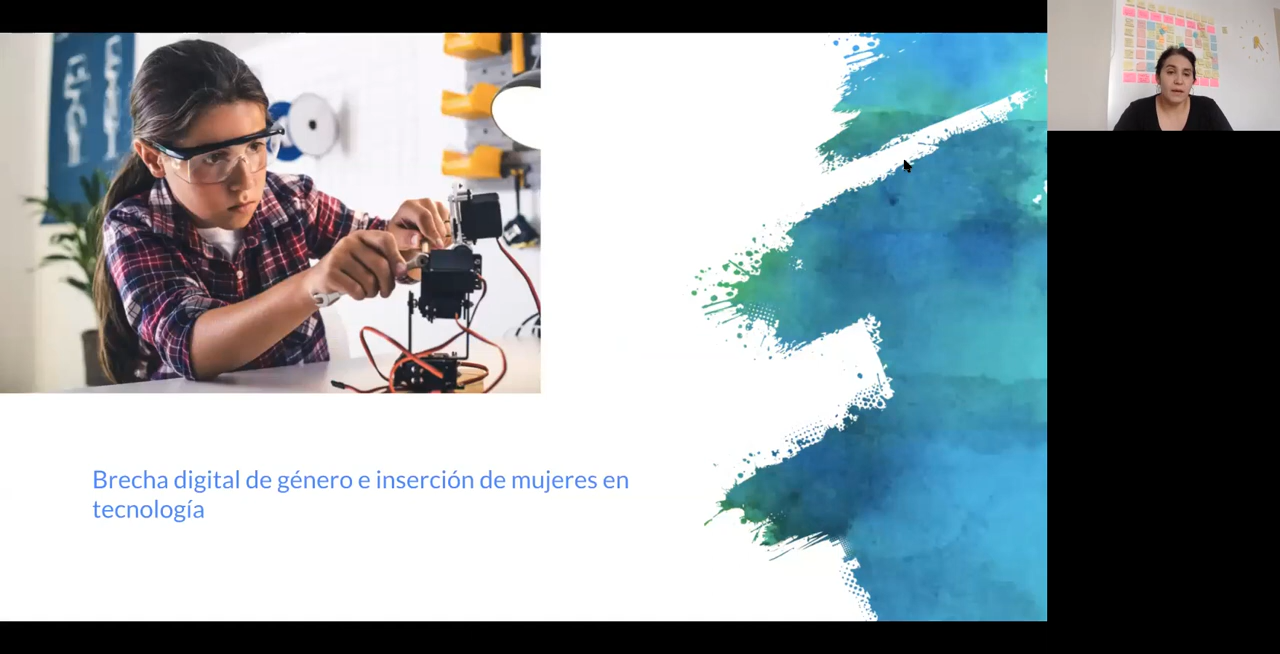 Brecha digital de género e inserción de mujeres en
tecnología